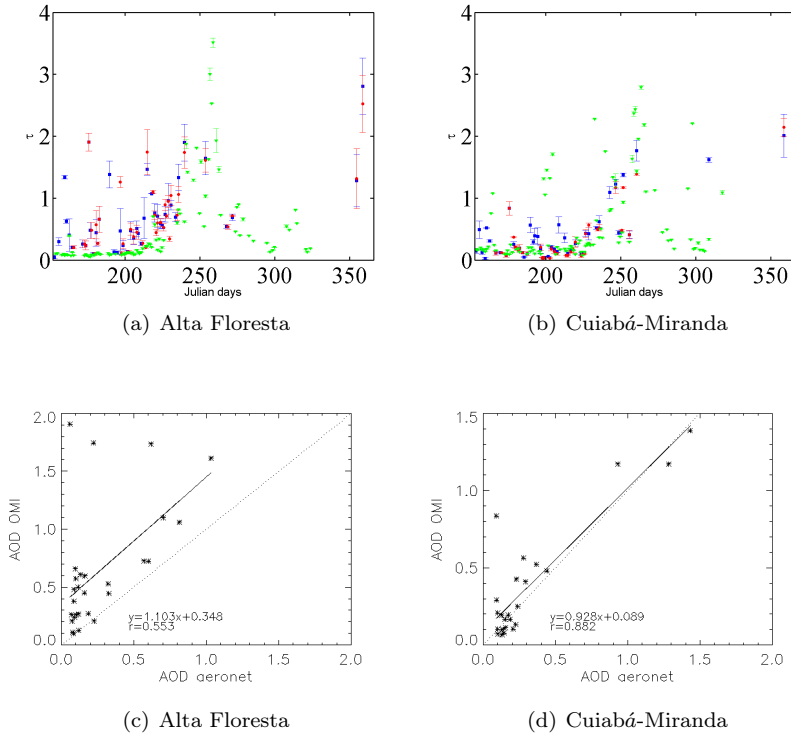 4
3
2
1
0
τ
200
250
300
350
Julian days
(a) Alta Floresta
4
3
2
1
0
τ
200
250
300
350
Julian days
(b) Cuiabá-Miranda
2.0
1.5
1.0
0.5
0.0
AOD OMI
y=1.103x+0.348
r=0.553
0.0 0.5 1.0 1.5 2.0
AOD aeronet
(c) Alta Floresta
1.5
1.0
0.5
0.0
AOD OMI
y=0.928x+0.089
r=0.882
0.0 0.5 1.0 1.5 2.0
AOD aeronet
(d) Cuiabá-Miranda